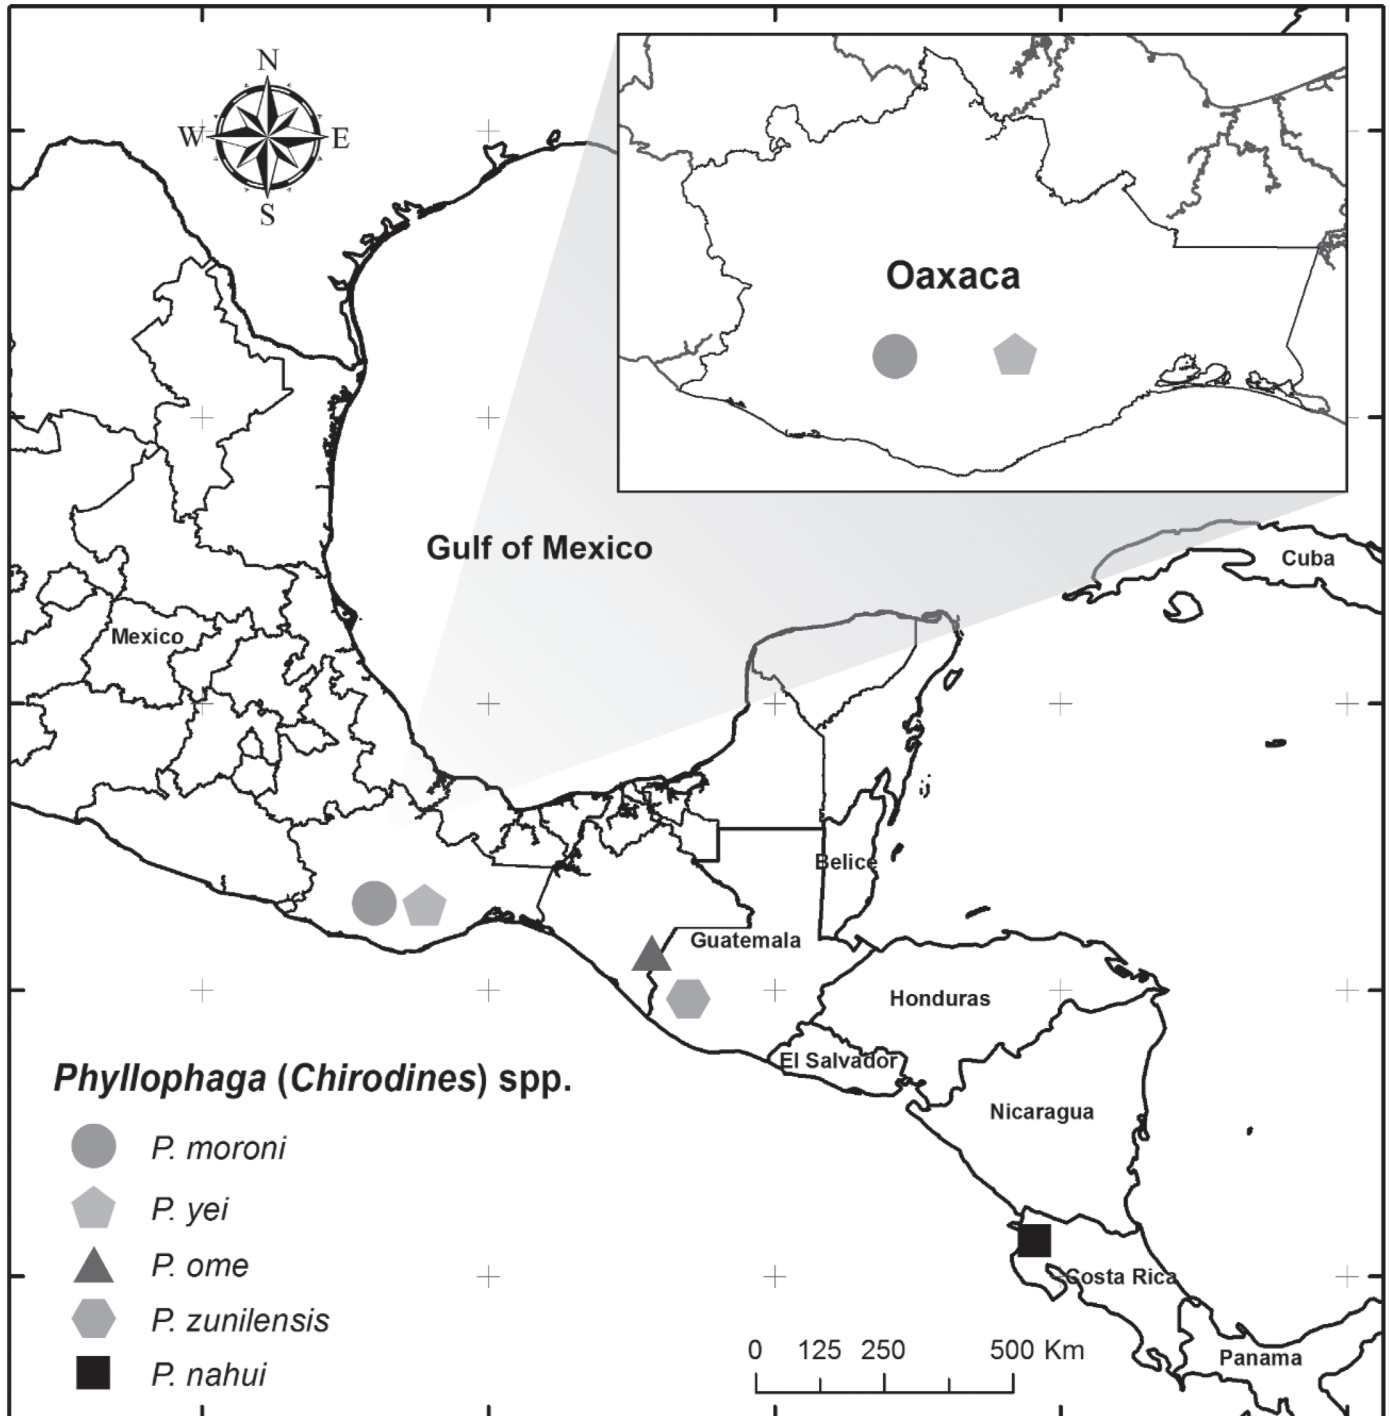 N
W E
S
Oaxaca
Gulf of Mexico
Cuba
Mexico
Belice
Guatemala
Honduras
El Salvador
Nicaragua
Costa Rica
Panama
Phyllophaga (Chirodines) spp.
P. moroni
P. yei
P. ome
P. zunilensis
P. nahui
0 125 250 500 Km